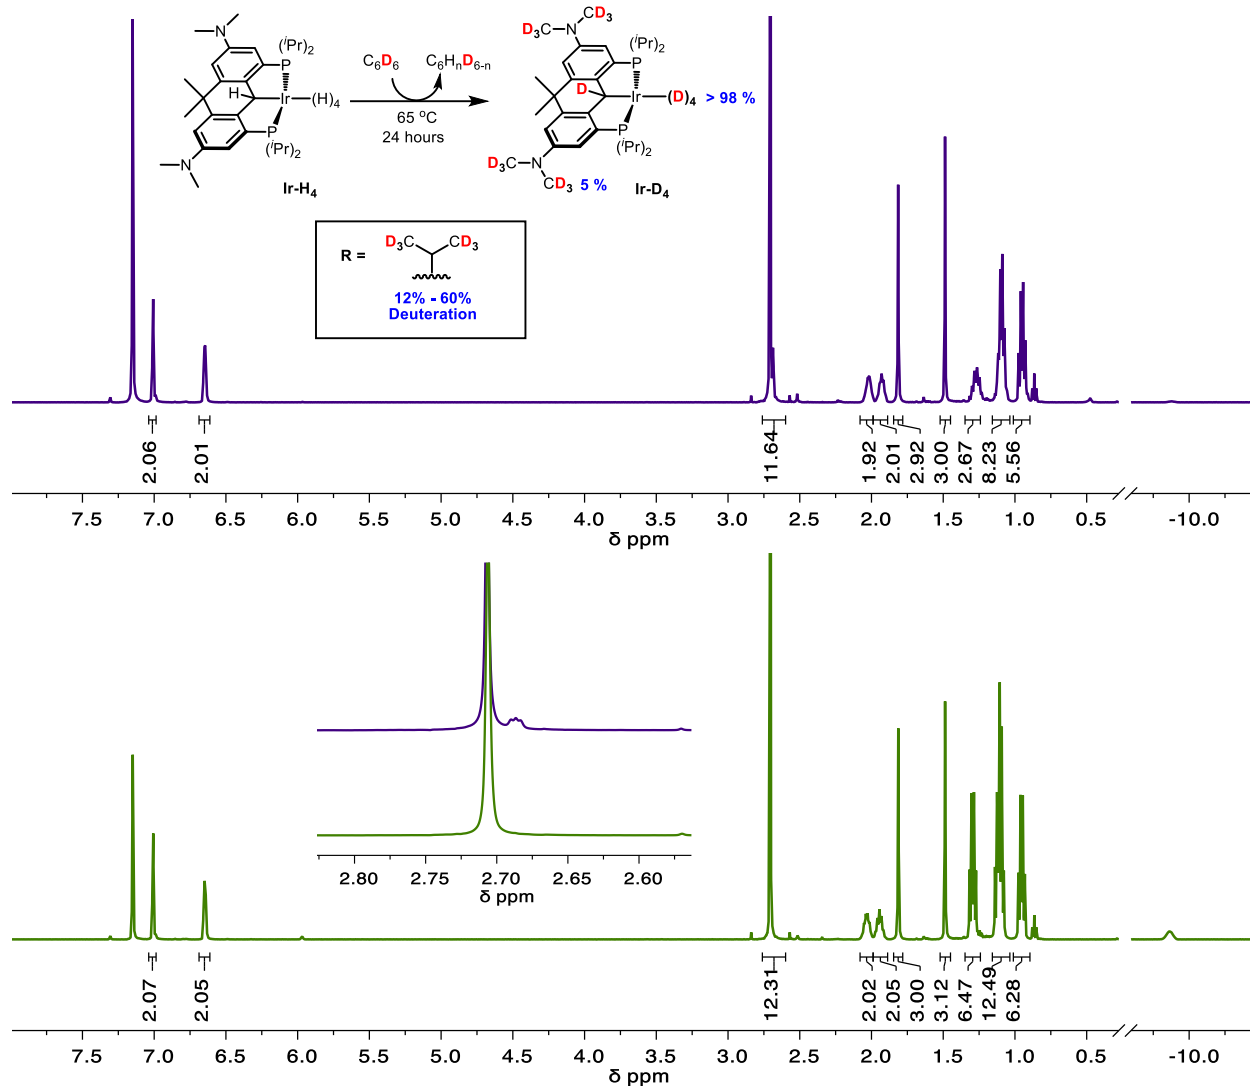 N
(ⁱPr)₂
P
H
Ir
(H)₄
P
(ⁱPr)₂
N
Ir-H₄
C₆D₆
C₆HₙD₆₋ₙ
65 °C
24 hours
CD₃
D₃C
N
(ⁱPr)₂
P
D
Ir
(D)₄ > 98 %
P
(ⁱPr)₂
D₃C
N
CD₃ 5 %
Ir-D₄
R =
D₃C
CD₃
12% - 60%
Deuteration
2.06
2.01
11.64
1.92
2.01
2.92
3.00
2.67
8.23
5.56
7.5 7.0 6.5 6.0 5.5 5.0 4.5 4.0 3.5 3.0 2.5 2.0 1.5 1.0 0.5 -10.0
δ ppm
2.80 2.75 2.70 2.65 2.60
δ ppm
2.07
2.05
12.31
2.02
2.05
3.00
3.12
6.47
12.49
6.28
7.5 7.0 6.5 6.0 5.5 5.0 4.5 4.0 3.5 3.0 2.5 2.0 1.5 1.0 0.5 -10.0
δ ppm